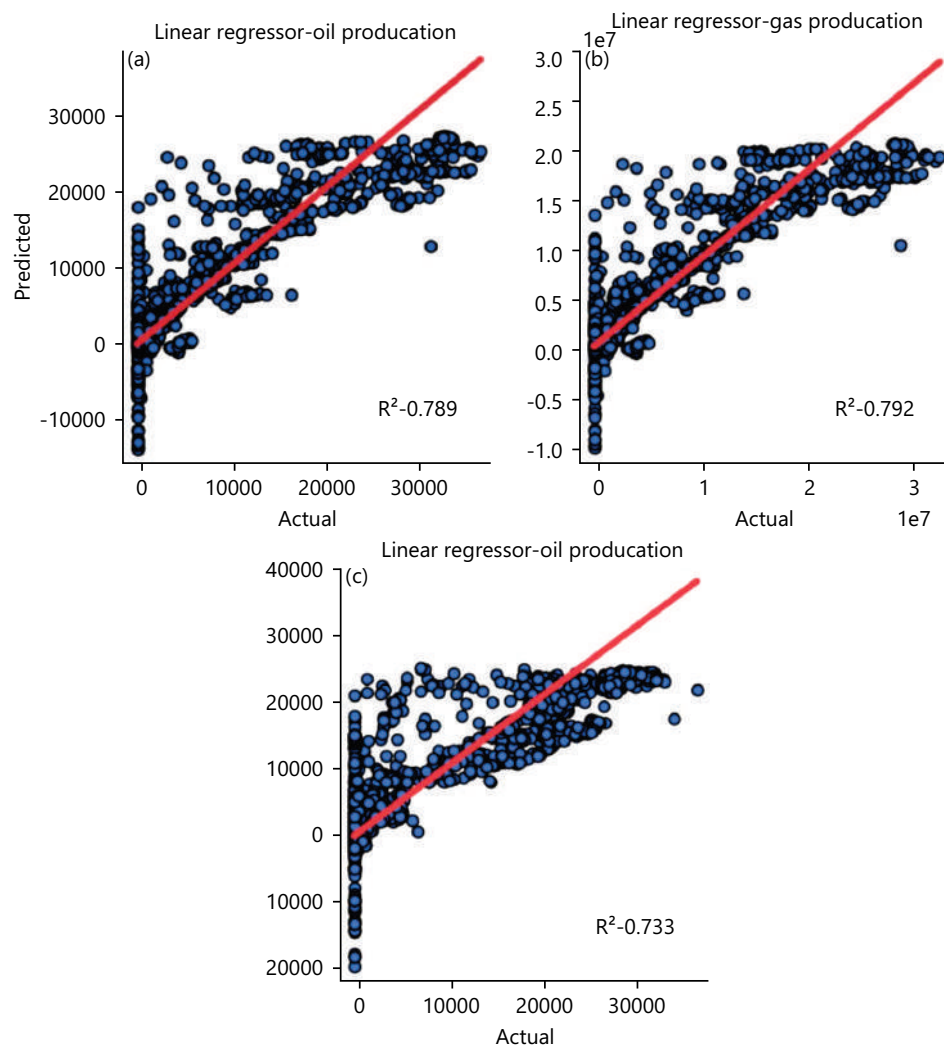 Linear regressor-oil producation
(a)
30000
20000
10000
0
-10000
Predicted
R²-0.789
0 10000 20000 30000
Actual
Linear regressor-gas producation
1e7
(b)
3.0
2.5
2.0
1.5
1.0
0.5
0.0
-0.5
-1.0
R²-0.792
0 1 2 3
Actual 1e7
Linear regressor-oil producation
(c)
40000
30000
20000
10000
0
10000
20000
R²-0.733
0 10000 20000 30000
Actual